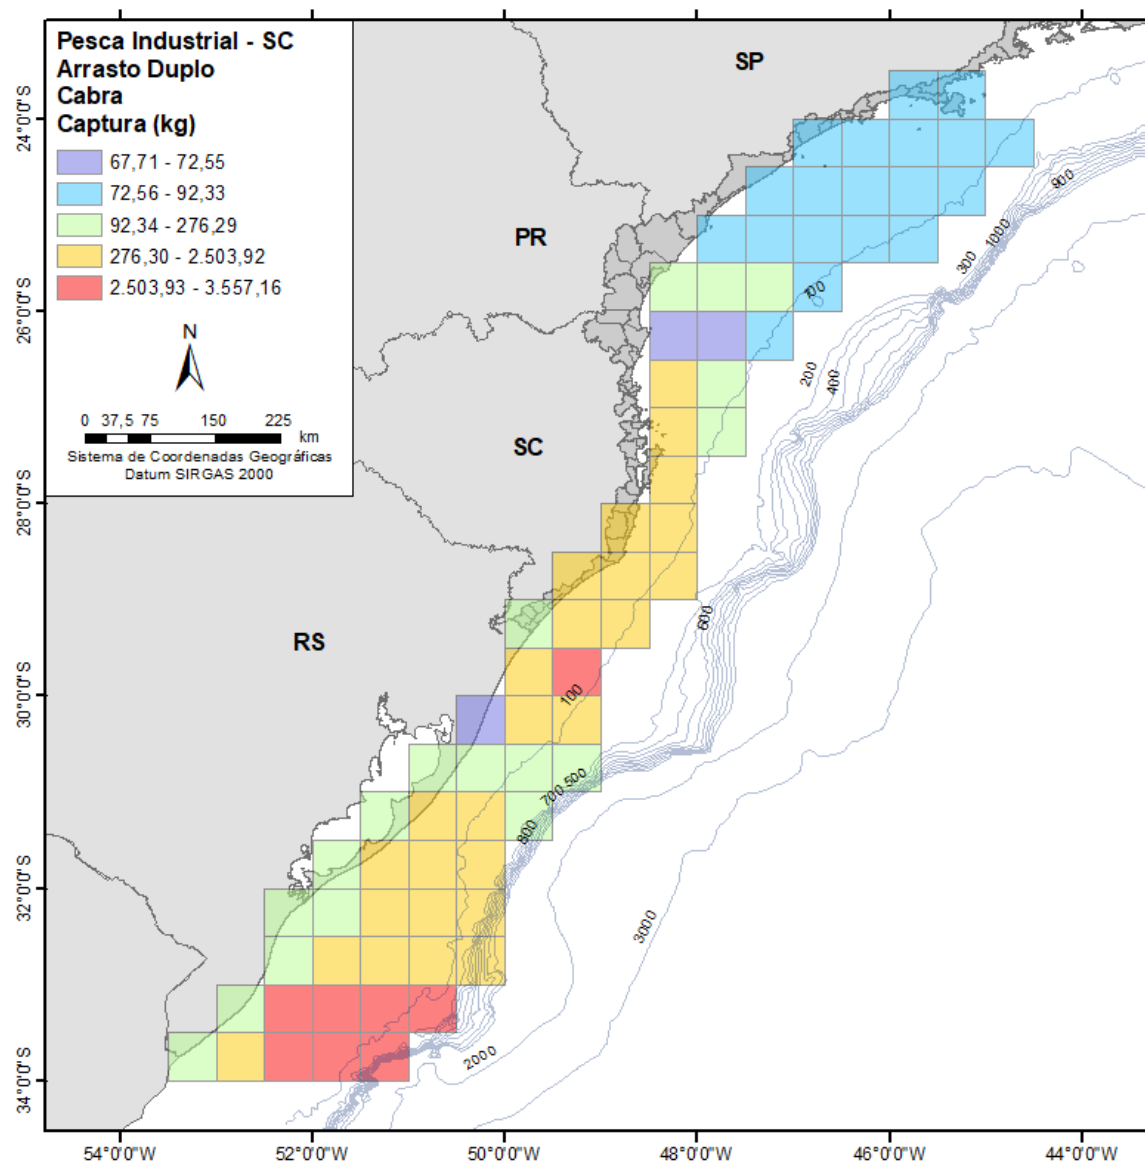 Pesca Industrial - SC
Arrasto Duplo
Cabra
Captura (kg)
67,71 - 72,55
72,56 - 92,33
92,34 - 276,29
276,30 - 2.503,92
2.503,93 - 3.557,16
N
0 37,5 75 150 225
km
Sistema de Coordenadas Geográficas
Datum SIRGAS 2000
SP
PR
SC
RS
900
1000
300
200
400
600
100
500
700
800
3000
2000
24°0'0"S
26°0'0"S
28°0'0"S
30°0'0"S
32°0'0"S
34°0'0"S
54°0'0"W
52°0'0"W
50°0'0"W
48°0'0"W
46°0'0"W
44°0'0"W